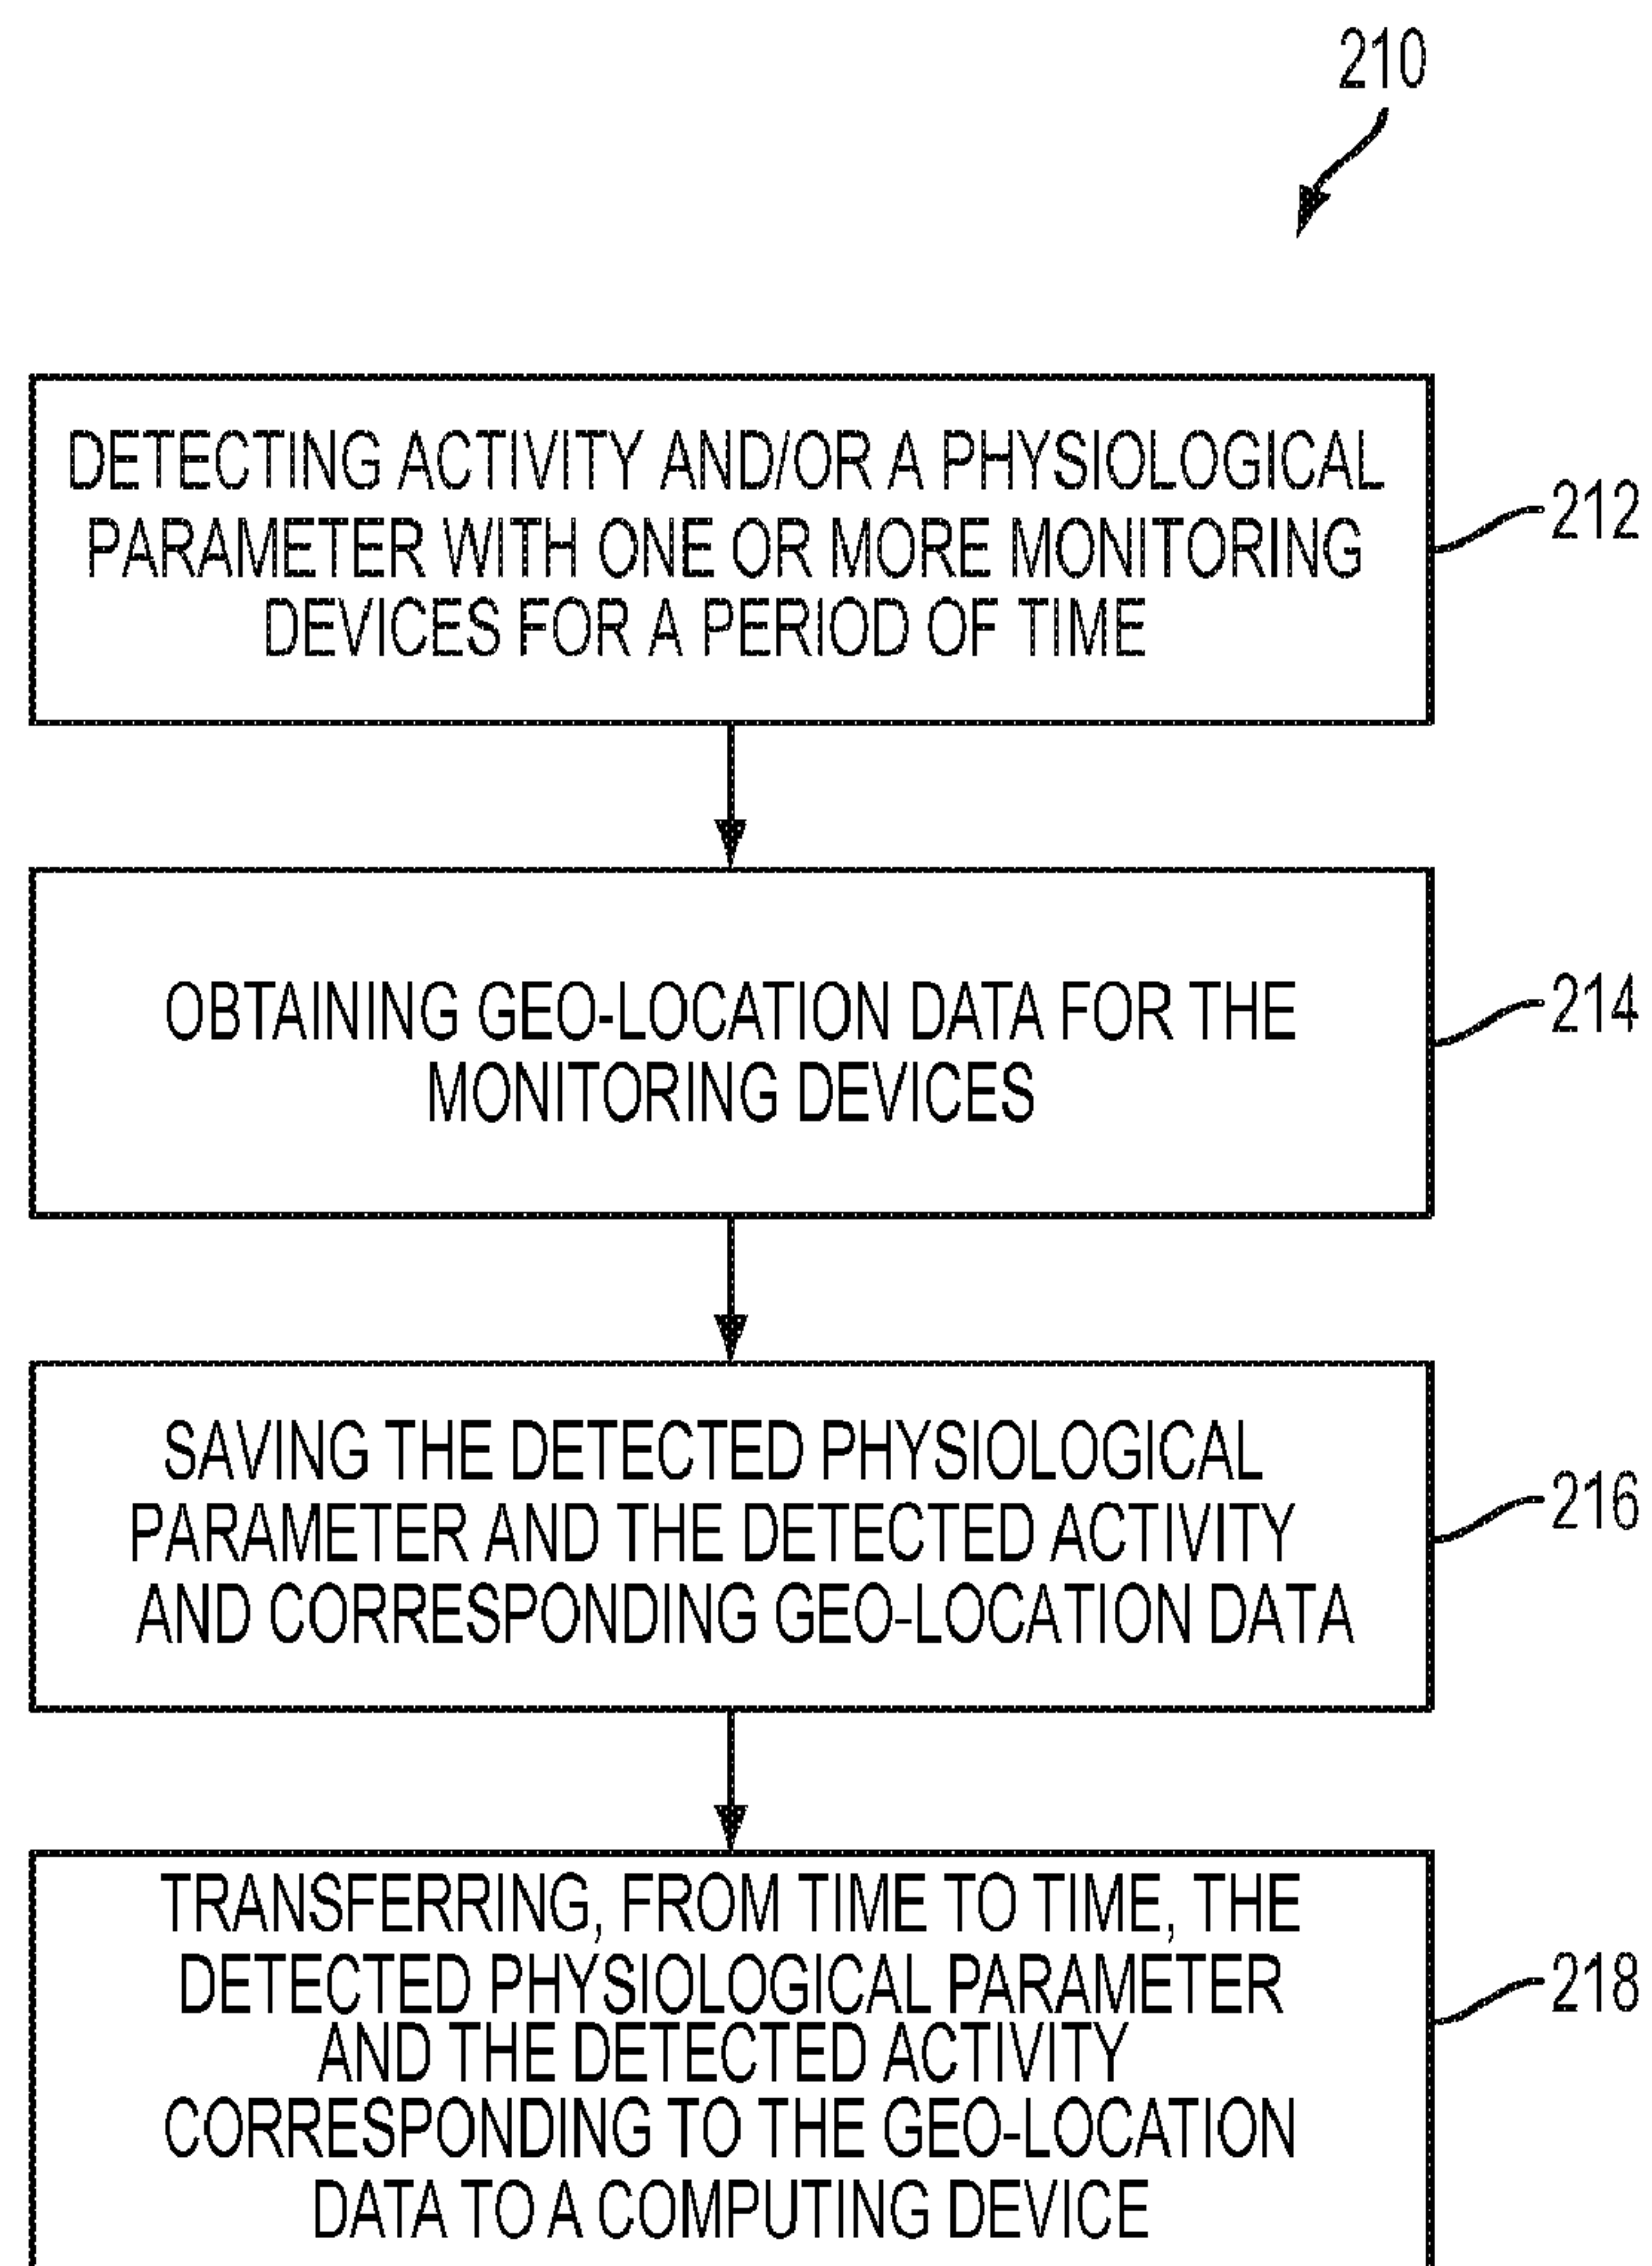 210
DETECTING ACTIVITY AND/OR A PHYSIOLOGICAL
PARAMETER WITH ONE OR MORE MONITORING
DEVICES FOR A PERIOD OF TIME
212
OBTAINING GEO-LOCATION DATA FOR THE
MONITORING DEVICES
214
SAVING THE DETECTED PHYSIOLOGICAL
PARAMETER AND THE DETECTED ACTIVITY
AND CORRESPONDING GEO-LOCATION DATA
216
TRANSFERRING, FROM TIME TO TIME, THE
DETECTED PHYSIOLOGICAL PARAMETER
AND THE DETECTED ACTIVITY
CORRESPONDING TO THE GEO-LOCATION
DATA TO A COMPUTING DEVICE
218